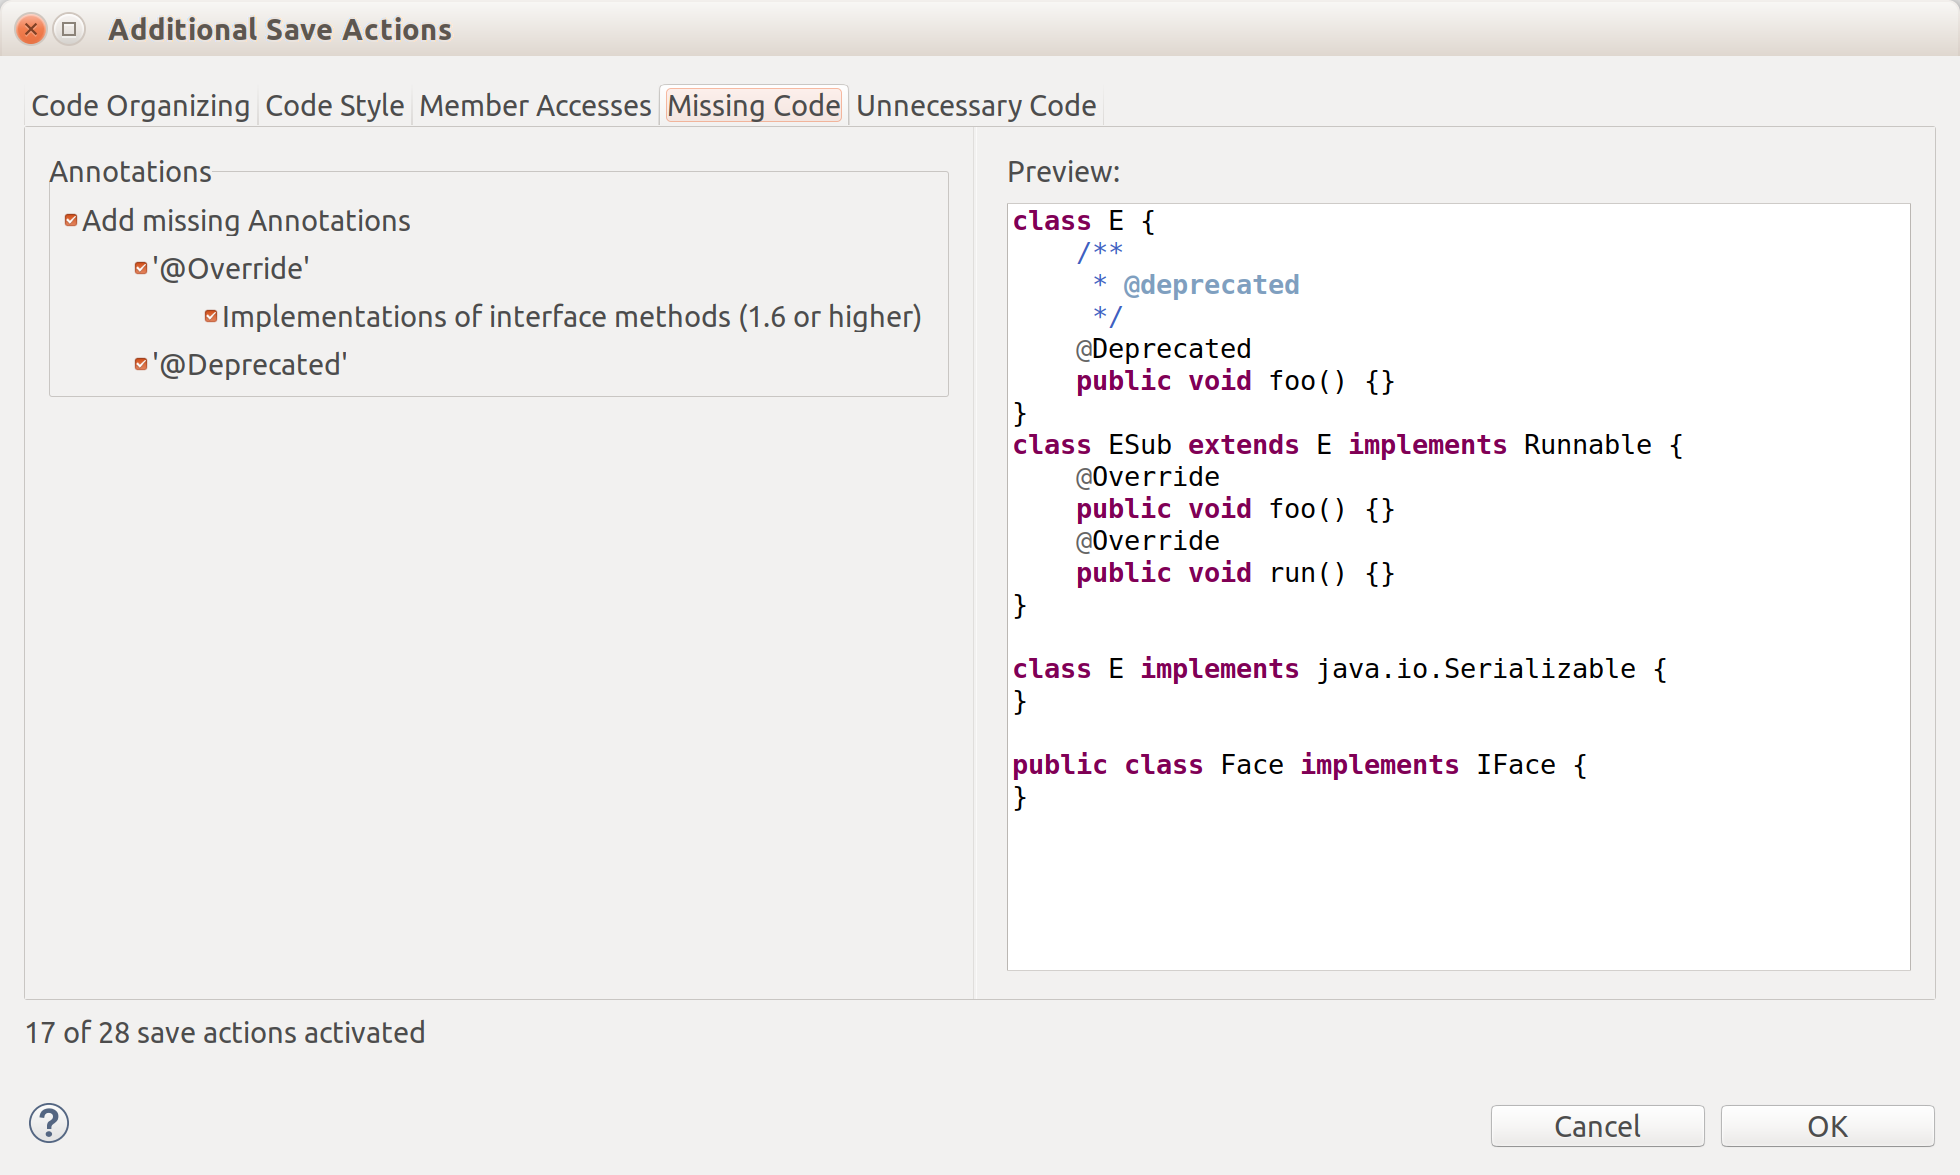 Additional Save Actions
Code Organizing Code Style Member Accesses Missing Code Unnecessary Code
Annotations
Add missing Annotations
'@Override'
Implementations of interface methods (1.6 or higher)
'@Deprecated'
Preview:
class E {
    /**
     * @deprecated
     */
    @Deprecated
    public void foo() {}
}
class ESub extends E implements Runnable {
    @Override
    public void foo() {}
    @Override
    public void run() {}
}

class E implements java.io.Serializable {
}

public class Face implements IFace {
}
17 of 28 save actions activated
?
Cancel OK